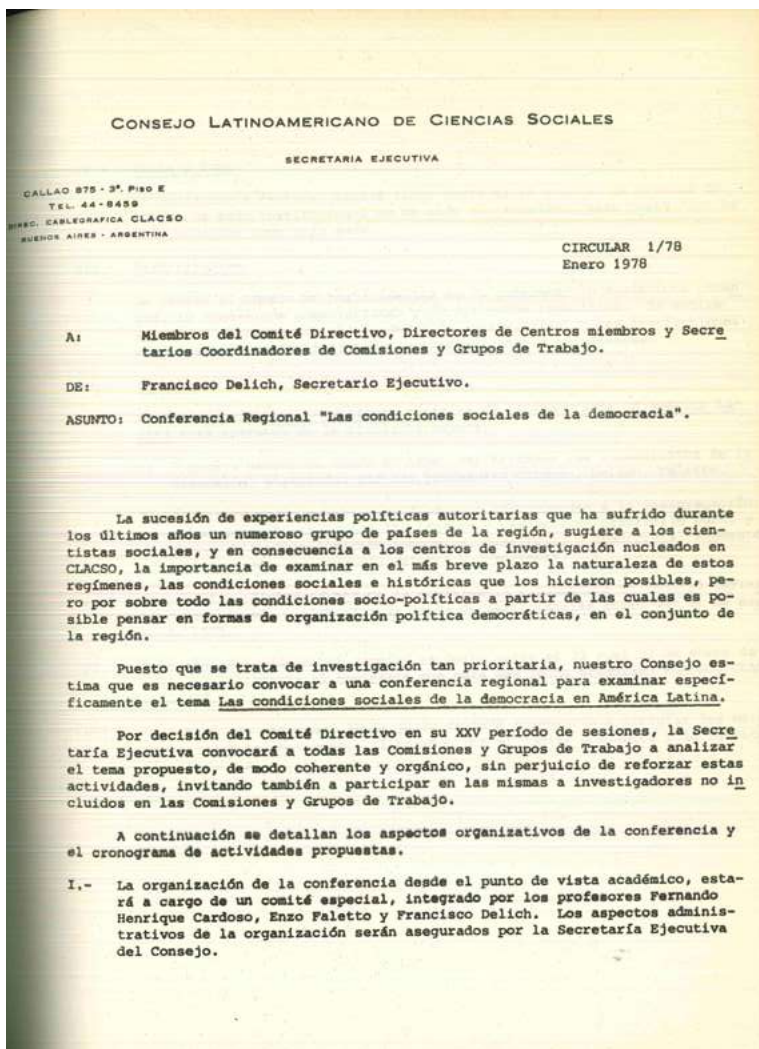 CONSEJO LATINOAMERICANO DE CIENCIAS SOCIALES
SECRETARIA EJECUTIVA
CALLAO 875 - 3º. PISO E
TEL. 44-8459
DIREC. CABLEGRAFICA CLACSO
BUENOS AIRES - ARGENTINA
CIRCULAR 1/78
Enero 1978
A: Miembros del Comité Directivo, Directores de Centros miembros y Secre
tarios Coordinadores de Comisiones y Grupos de Trabajo.
DE: Francisco Delich, Secretario Ejecutivo.
ASUNTO: Conferencia Regional "Las condiciones sociales de la democracia".
La sucesión de experiencias políticas autoritarias que ha sufrido durante
los últimos años un numeroso grupo de países de la región, sugiere a los cien-
tistas sociales, y en consecuencia a los centros de investigación nucleados en
CLACSO, la importancia de examinar en el más breve plazo la naturaleza de estos
regímenes, las condiciones sociales e históricas que los hicieron posibles, pe-
ro por sobre todo las condiciones socio-políticas a partir de las cuales es po-
sible pensar en formas de organización política democráticas, en el conjunto de
la región.
Puesto que se trata de investigación tan prioritaria, nuestro Consejo es-
tima que es necesario convocar a una conferencia regional para examinar especí-
ficamente el tema Las condiciones sociales de la democracia en América Latina.
Por decisión del Comité Directivo en su XXV período de sesiones, la Secre
taría Ejecutiva convocará a todas las Comisiones y Grupos de Trabajo a analizar
el tema propuesto, de modo coherente y orgánico, sin perjuicio de reforzar estas
actividades, invitando también a participar en las mismas a investigadores no in
cluidos en las Comisiones y Grupos de Trabajo.
A continuación se detallan los aspectos organizativos de la conferencia y
el cronograma de actividades propuestas.
I.- La organización de la conferencia desde el punto de vista académico, esta-
rá a cargo de un comité especial, integrado por los profesores Fernando
Henrique Cardoso, Enzo Faletto y Francisco Delich. Los aspectos adminis-
trativos de la organización serán asegurados por la Secretaría Ejecutiva
del Consejo.